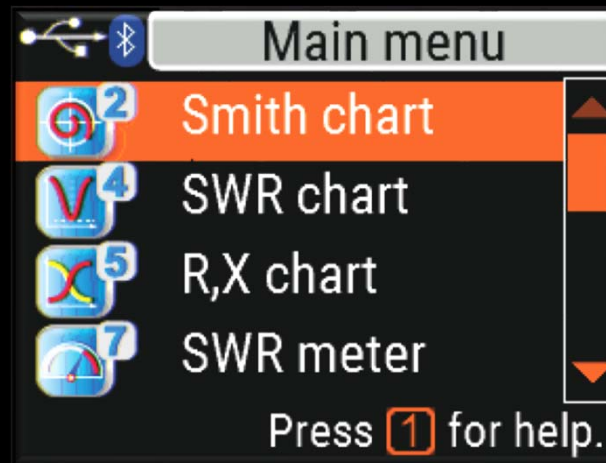 Main menu
2 Smith chart
4 SWR chart
5 R,X chart
7 SWR meter
Press 1 for help.